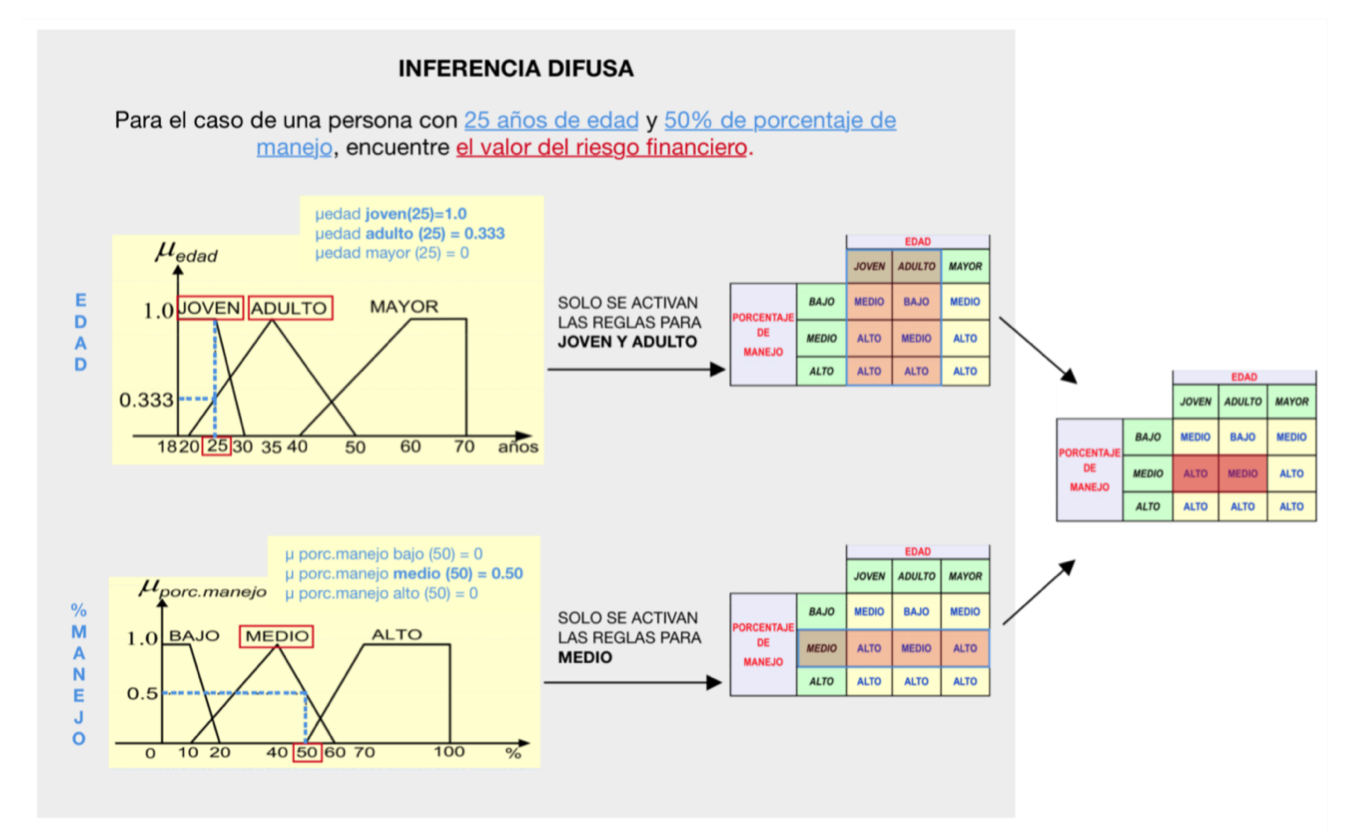 INFERENCIA DIFUSA
Para el caso de una persona con 25 años de edad y 50% de porcentaje de
manejo, encuentre el valor del riesgo financiero.
μedad joven(25)=1.0
μedad adulto (25) = 0.333
μedad mayor (25) = 0
μedad
EDAD
1.0 JOVEN ADULTO MAYOR
0.333
18 20 25 30 35 40 50 60 70 años
SOLO SE ACTIVAN
LAS REGLAS PARA
JOVEN Y ADULTO
EDAD
JOVEN ADULTO MAYOR
PORCENTAJE
DE
MANEJO
BAJO MEDIO BAJO MEDIO
MEDIO ALTO MEDIO ALTO
ALTO ALTO ALTO ALTO
EDAD
JOVEN ADULTO MAYOR
PORCENTAJE
DE
MANEJO
BAJO MEDIO BAJO MEDIO
MEDIO ALTO MEDIO ALTO
ALTO ALTO ALTO ALTO
μ porc.manejo bajo (50) = 0
μ porc.manejo medio (50) = 0.50
μ porc.manejo alto (50) = 0
μporc.manejo
%MANEJO
1.0 BAJO MEDIO ALTO
0.5
0 10 20 40 50 60 70 100 %
SOLO SE ACTIVAN
LAS REGLAS PARA
MEDIO
EDAD
JOVEN ADULTO MAYOR
PORCENTAJE
DE
MANEJO
BAJO MEDIO BAJO MEDIO
MEDIO ALTO MEDIO ALTO
ALTO ALTO ALTO ALTO